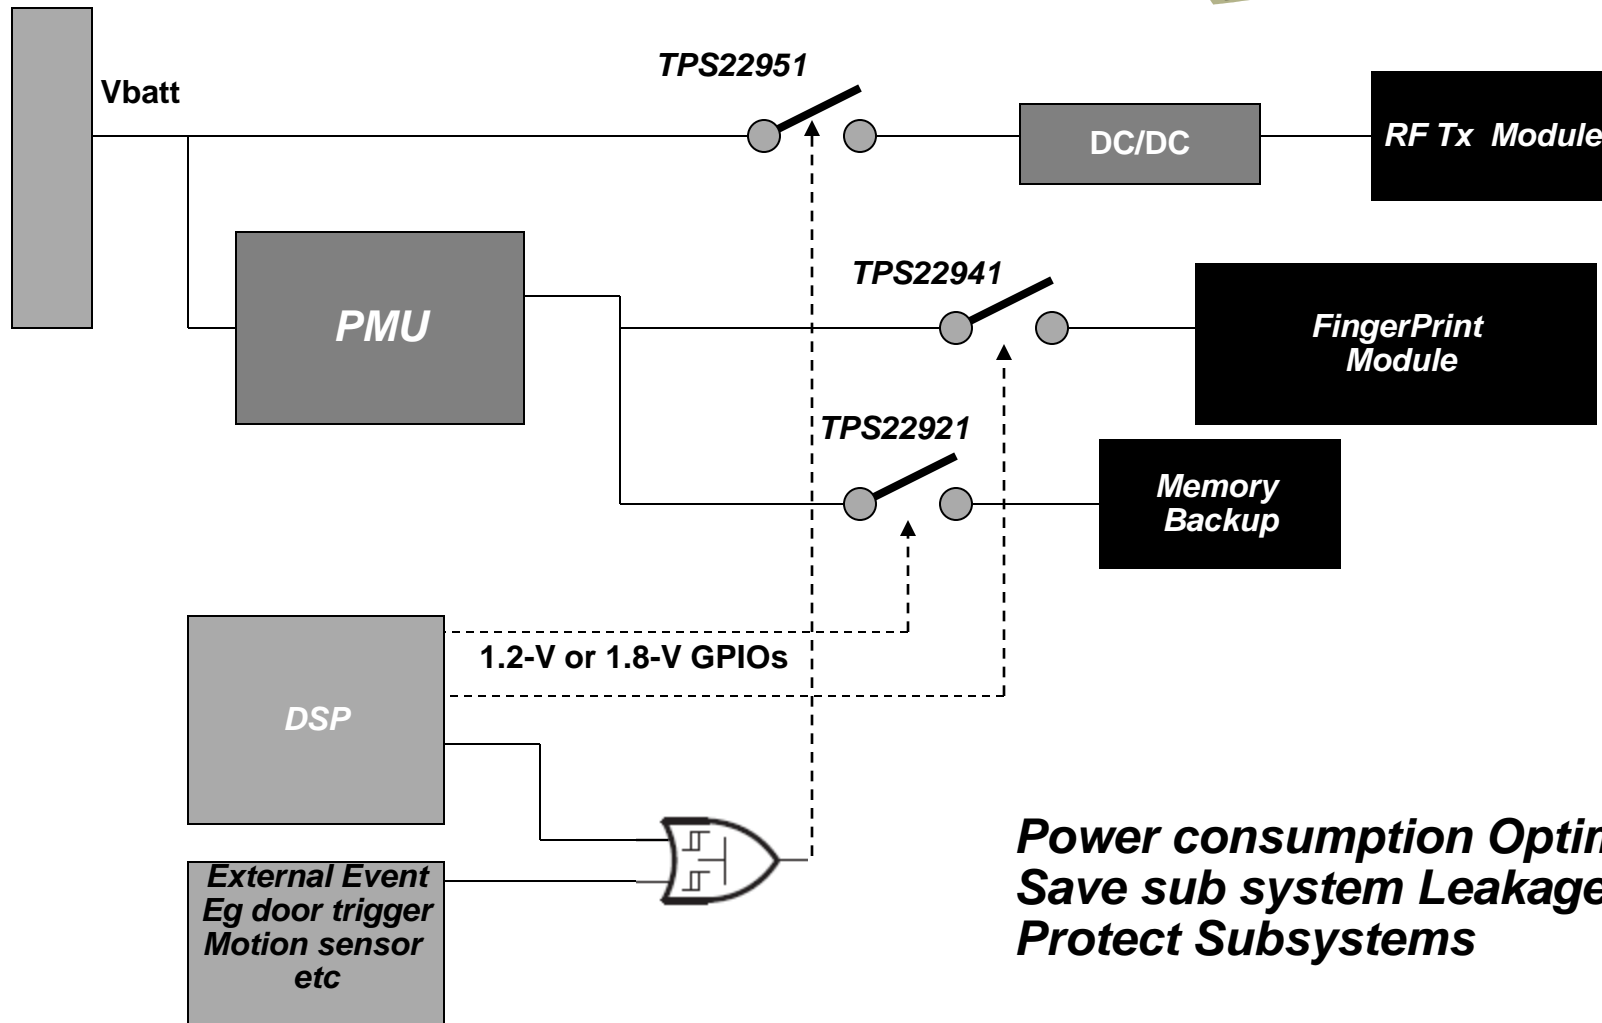 TPS22951
Vbatt
DC/DC
RF Tx Module
TPS22941
PMU
FingerPrint
Module
TPS22921
Memory
Backup
1.2-V or 1.8-V GPIOs
DSP
External Event
Eg door trigger
Motion sensor
etc
Power consumption
Save sub system Leakage
Protect Subsystems